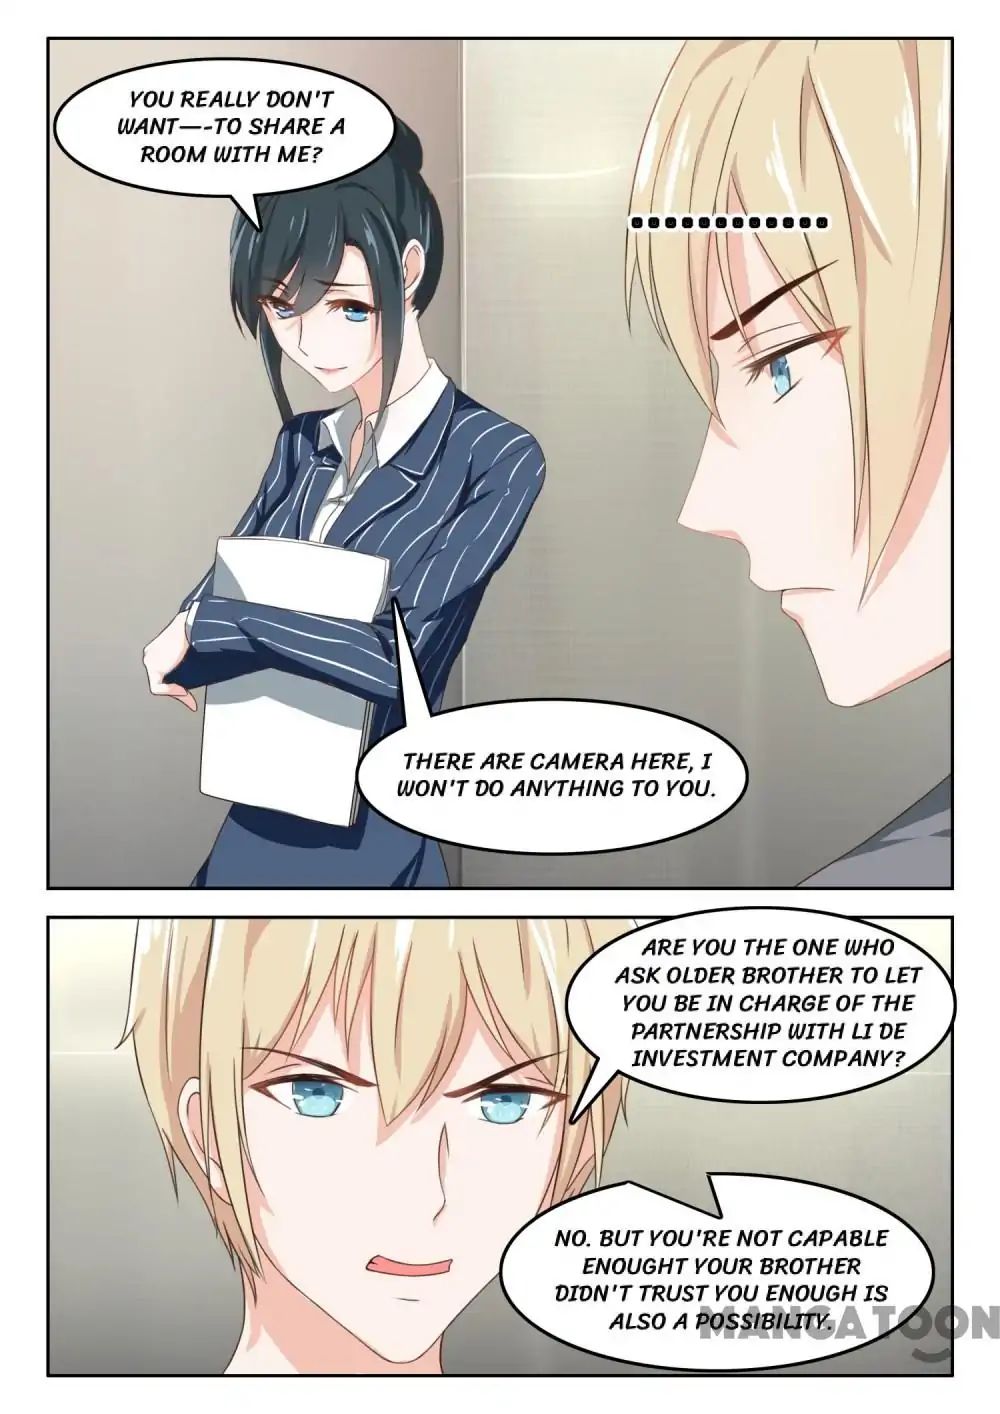 YOU REALLY DON'T
WANT—-TO SHARE A
ROOM WITH ME?
............
THERE ARE CAMERA HERE, I
WON'T DO ANYTHING TO YOU.
ARE YOU THE ONE WHO
ASK OLDER BROTHER TO LET
YOU BE IN CHARGE OF THE
PARTNERSHIP WITH LI DE
INVESTMENT COMPANY?
NO. BUT YOU'RE NOT CAPABLE
ENOUGHT YOUR BROTHER
DIDN'T TRUST YOU ENOUGH IS
ALSO A POSSIBILITY.
MANGATOON